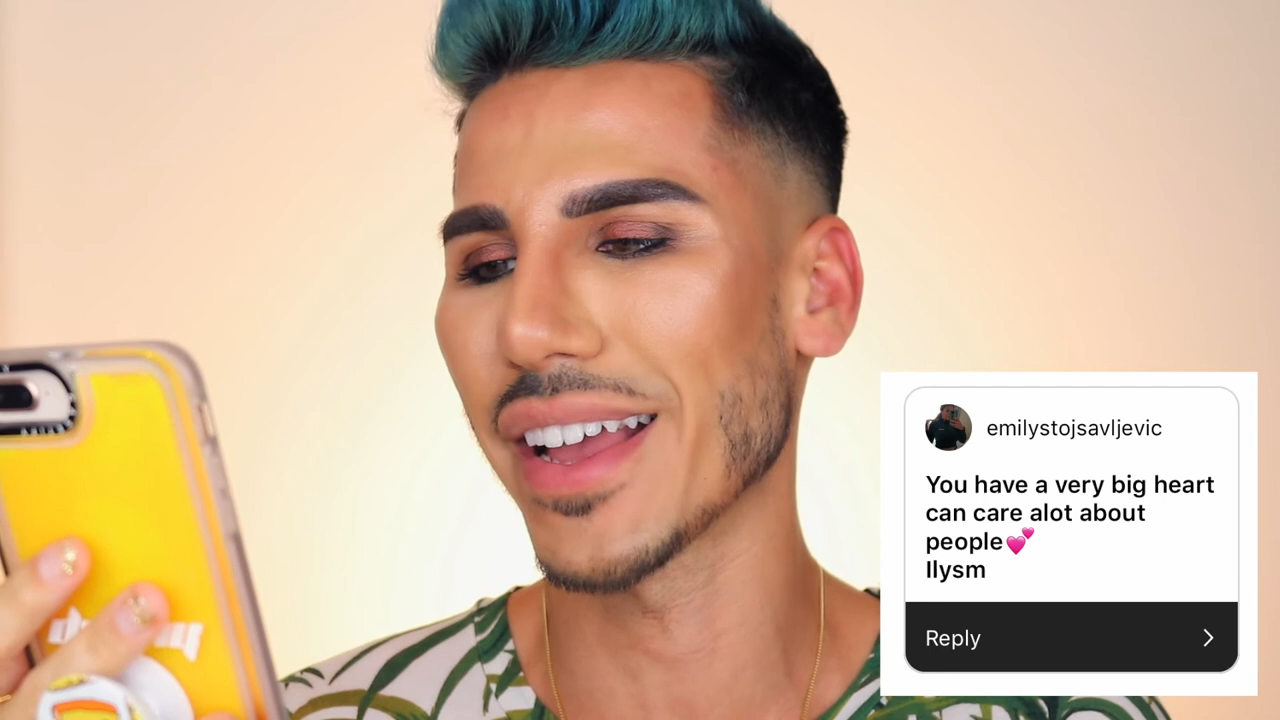 emilystojsavljevic
You have a very big heart
can care alot about
people💕
Ilysm
Reply